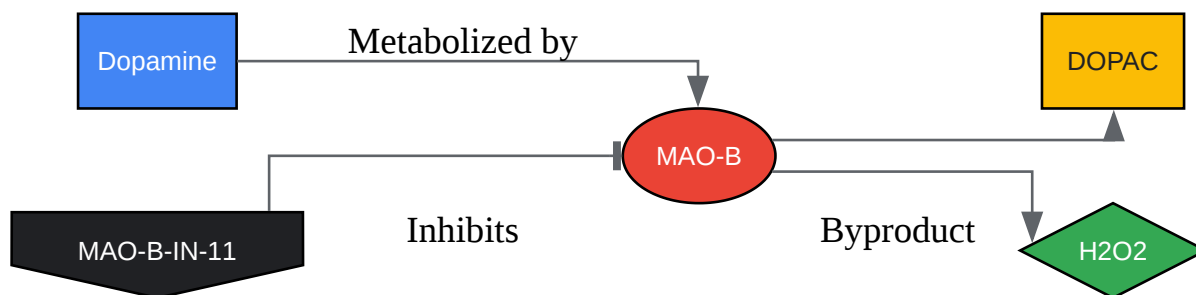 Metabolized by
Dopamine
DOPAC
MAO-B
Inhibits
Byproduct
MAO-B-IN-11
H2O2